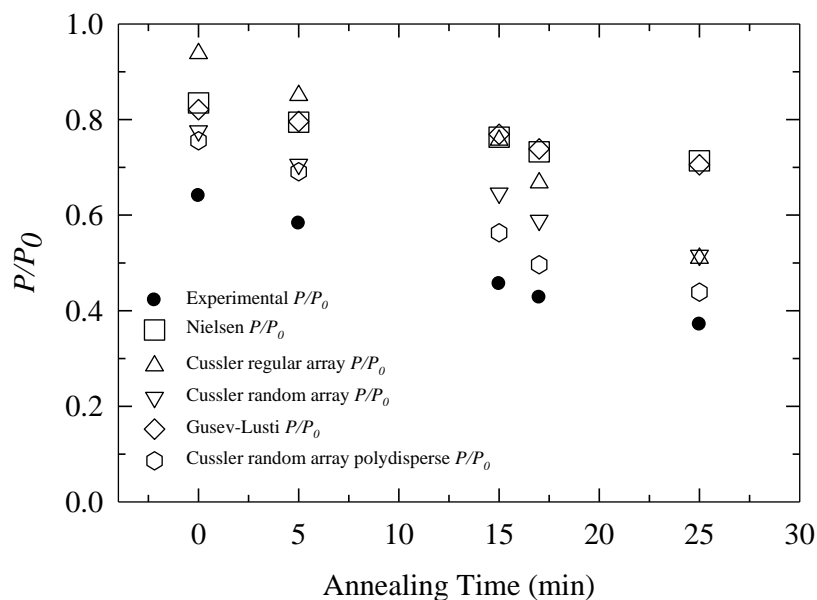 1.0
0.8
0.6
0.4
0.2
0.0
P/P0
Experimental P/P0
Nielsen P/P0
Cussler regular array P/P0
Cussler random array P/P0
Gusev-Lusti P/P0
Cussler random array polydisperse P/P0
0 5 10 15 20 25 30
Annealing Time (min)